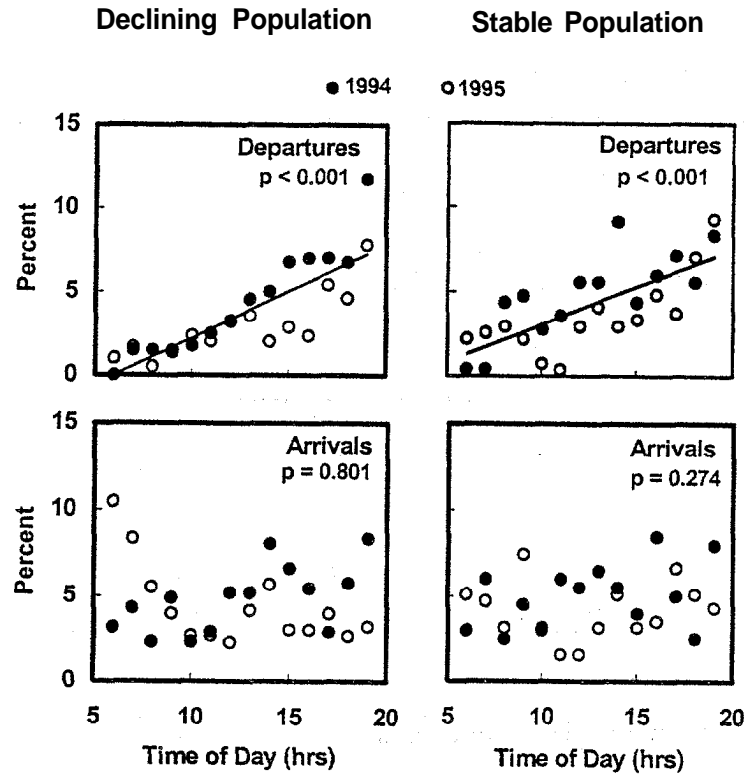 Declining Population Stable Population
1994 1995
15 Departures Departures
p < 0.001 p < 0.001
10
Percent
5
0
15 Arrivals Arrivals
p = 0.801 p = 0.274
10
Percent
5
0
5 10 15 20 5 10 15 20
Time of Day (hrs) Time of Day (hrs)